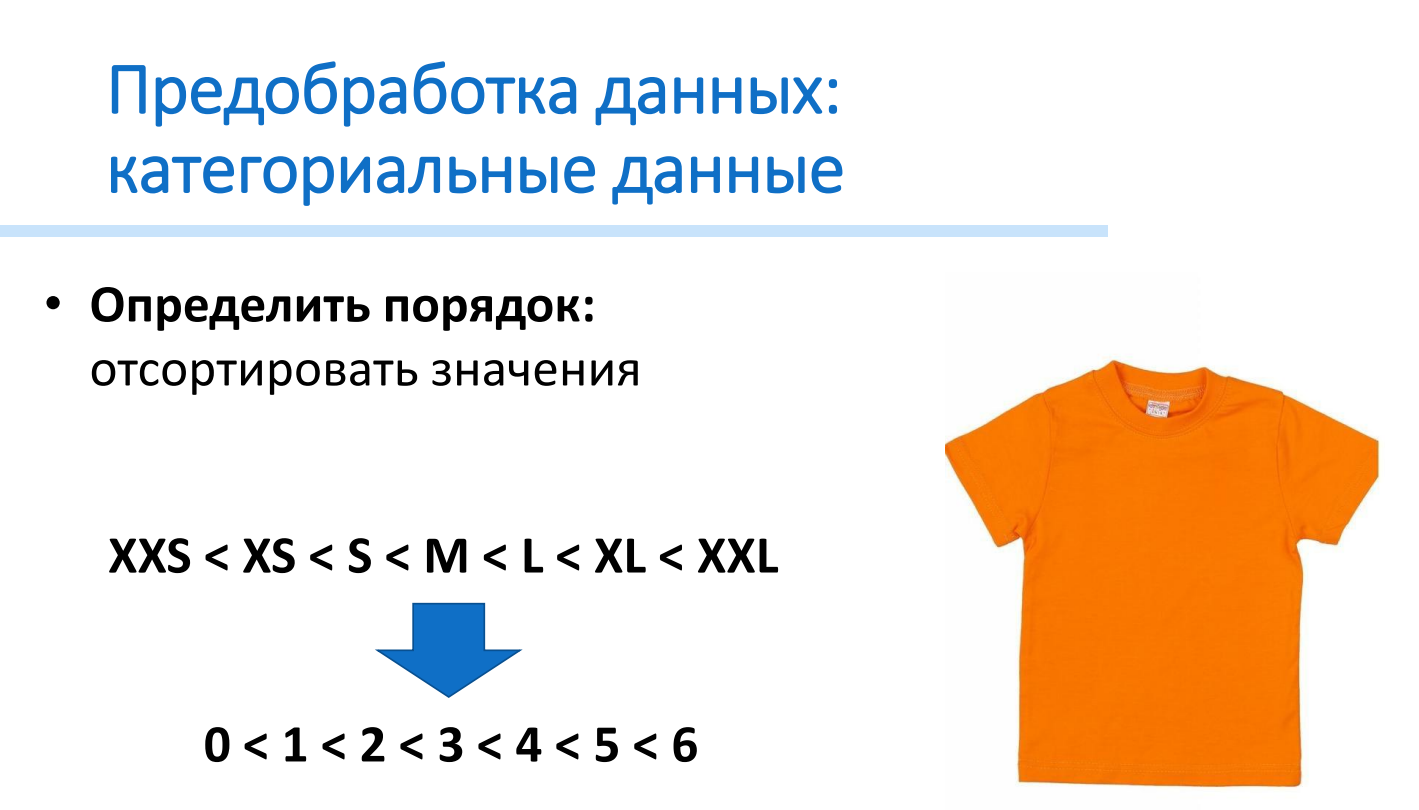 Предобработка данных:
категориальные данные
• Определить порядок:
отсортировать значения
XXS < XS < S < M < L < XL < XXL
0 < 1 < 2 < 3 < 4 < 5 < 6